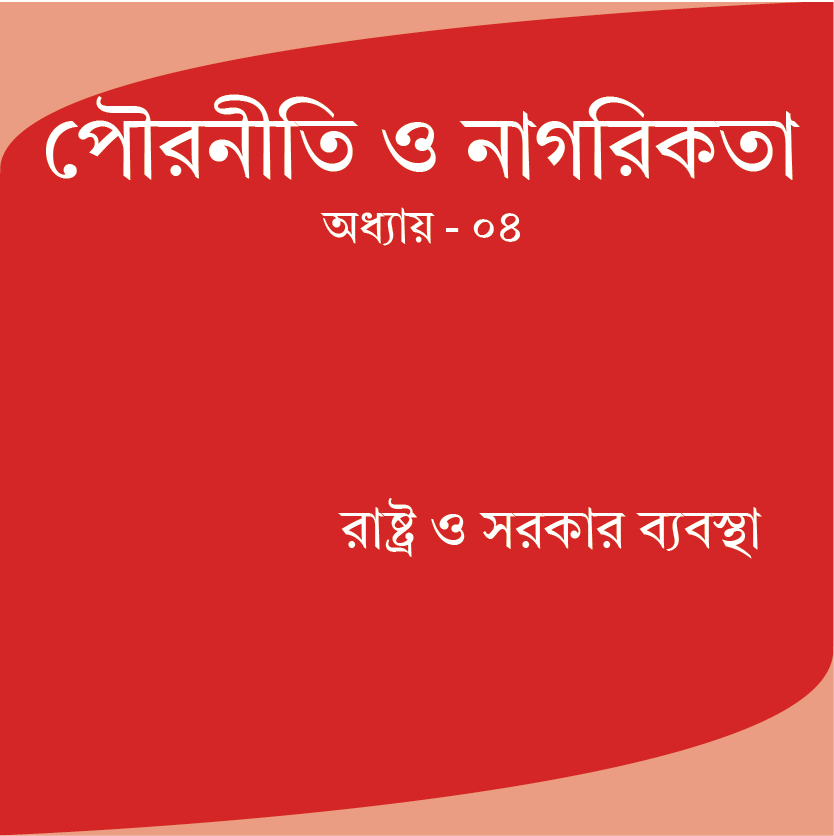 পৌরনীতি ও নাগরিকতা
অধ্যায় - ০৪
রাষ্ট্র ও সরকার ব্যবস্থা